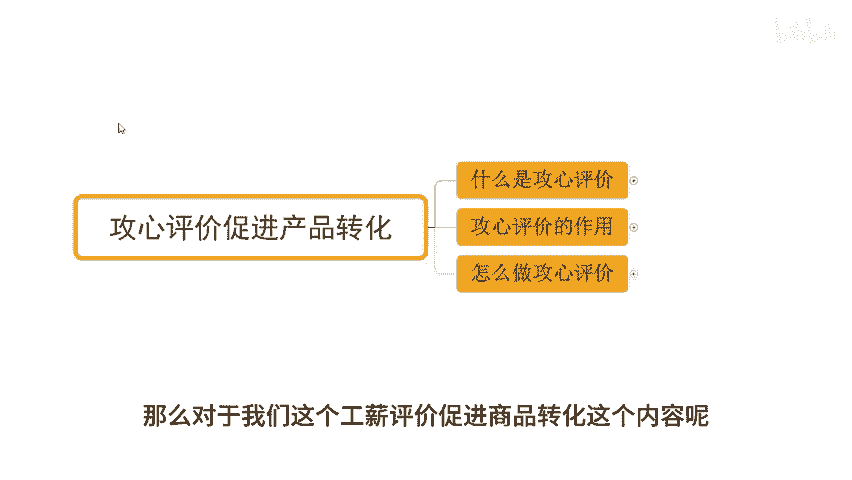 什么是攻心评价
攻心评价促进产品转化
攻心评价的作用
怎么做攻心评价
那么对于我们这个工薪评价促进商品转化这个内容呢